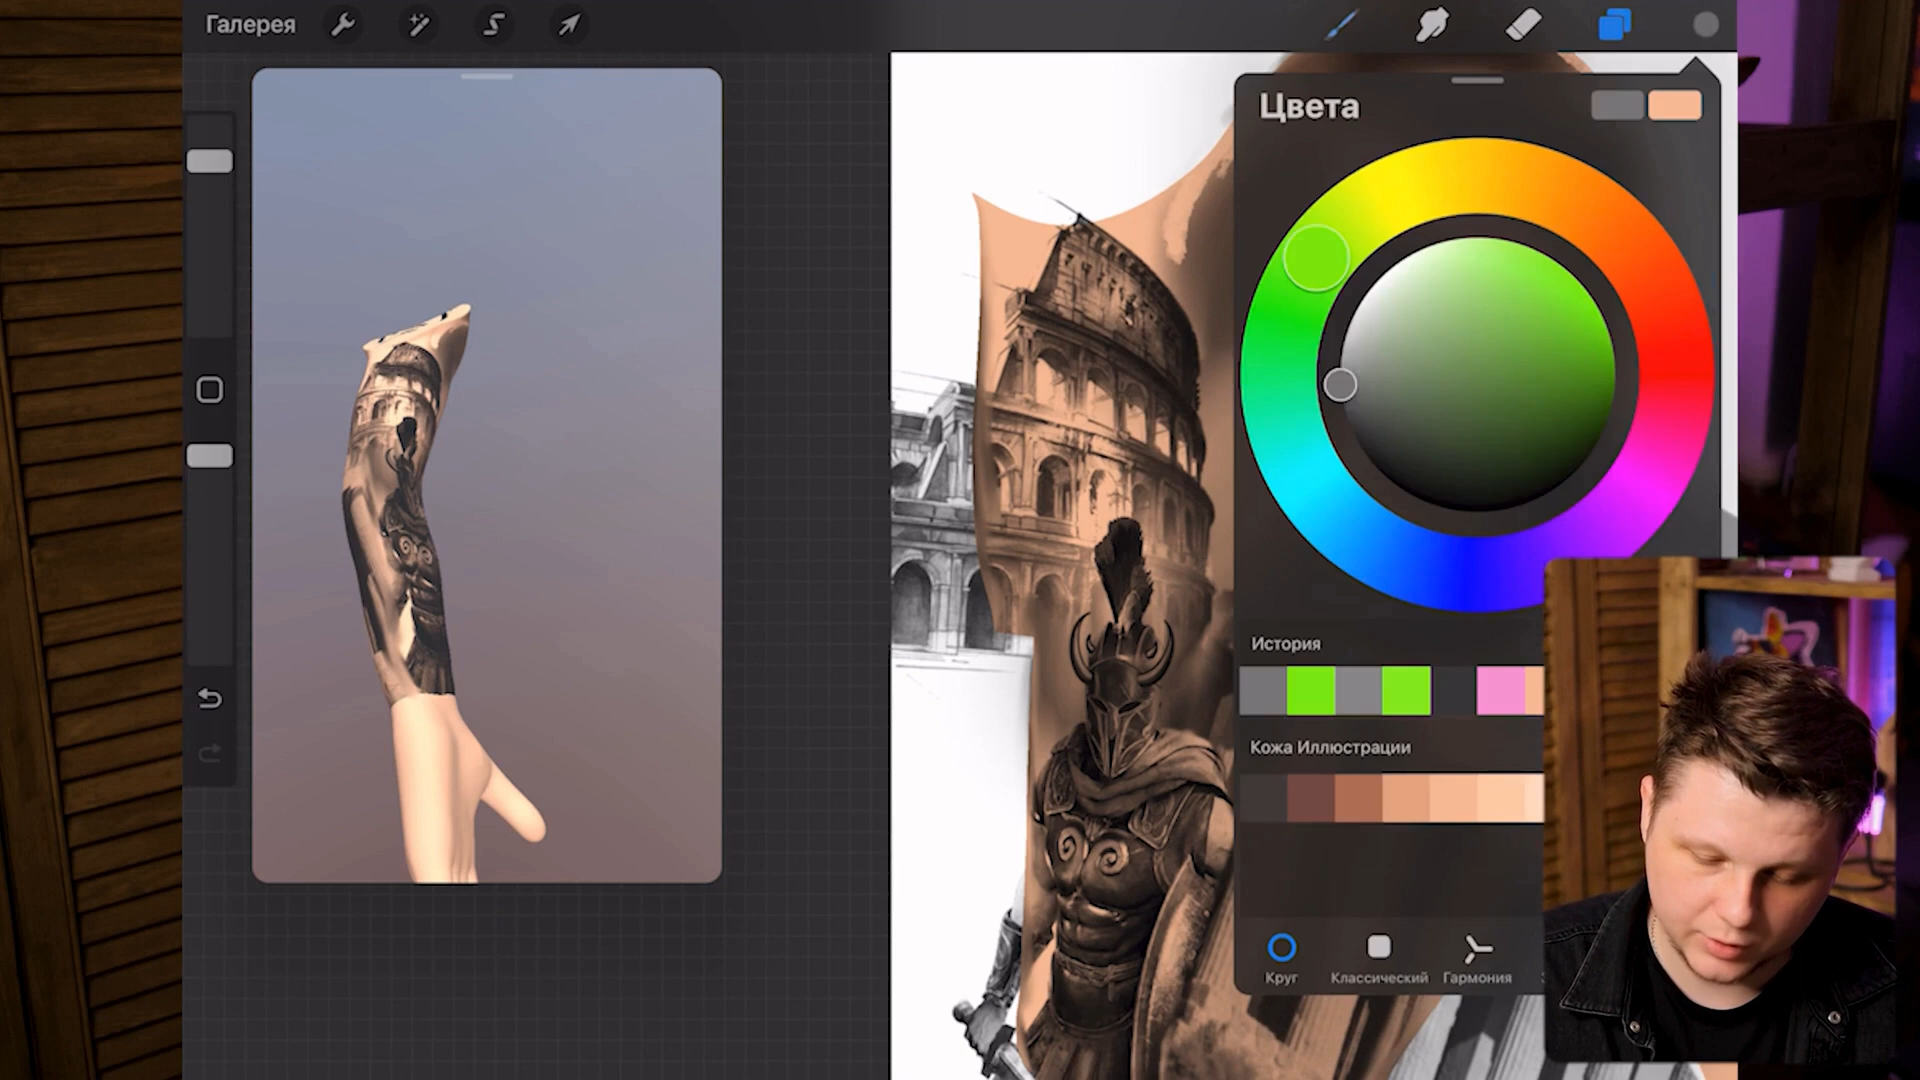 Галерея
Цвета
История
Кожа Иллюстрации
Круг
Классический
Гармония